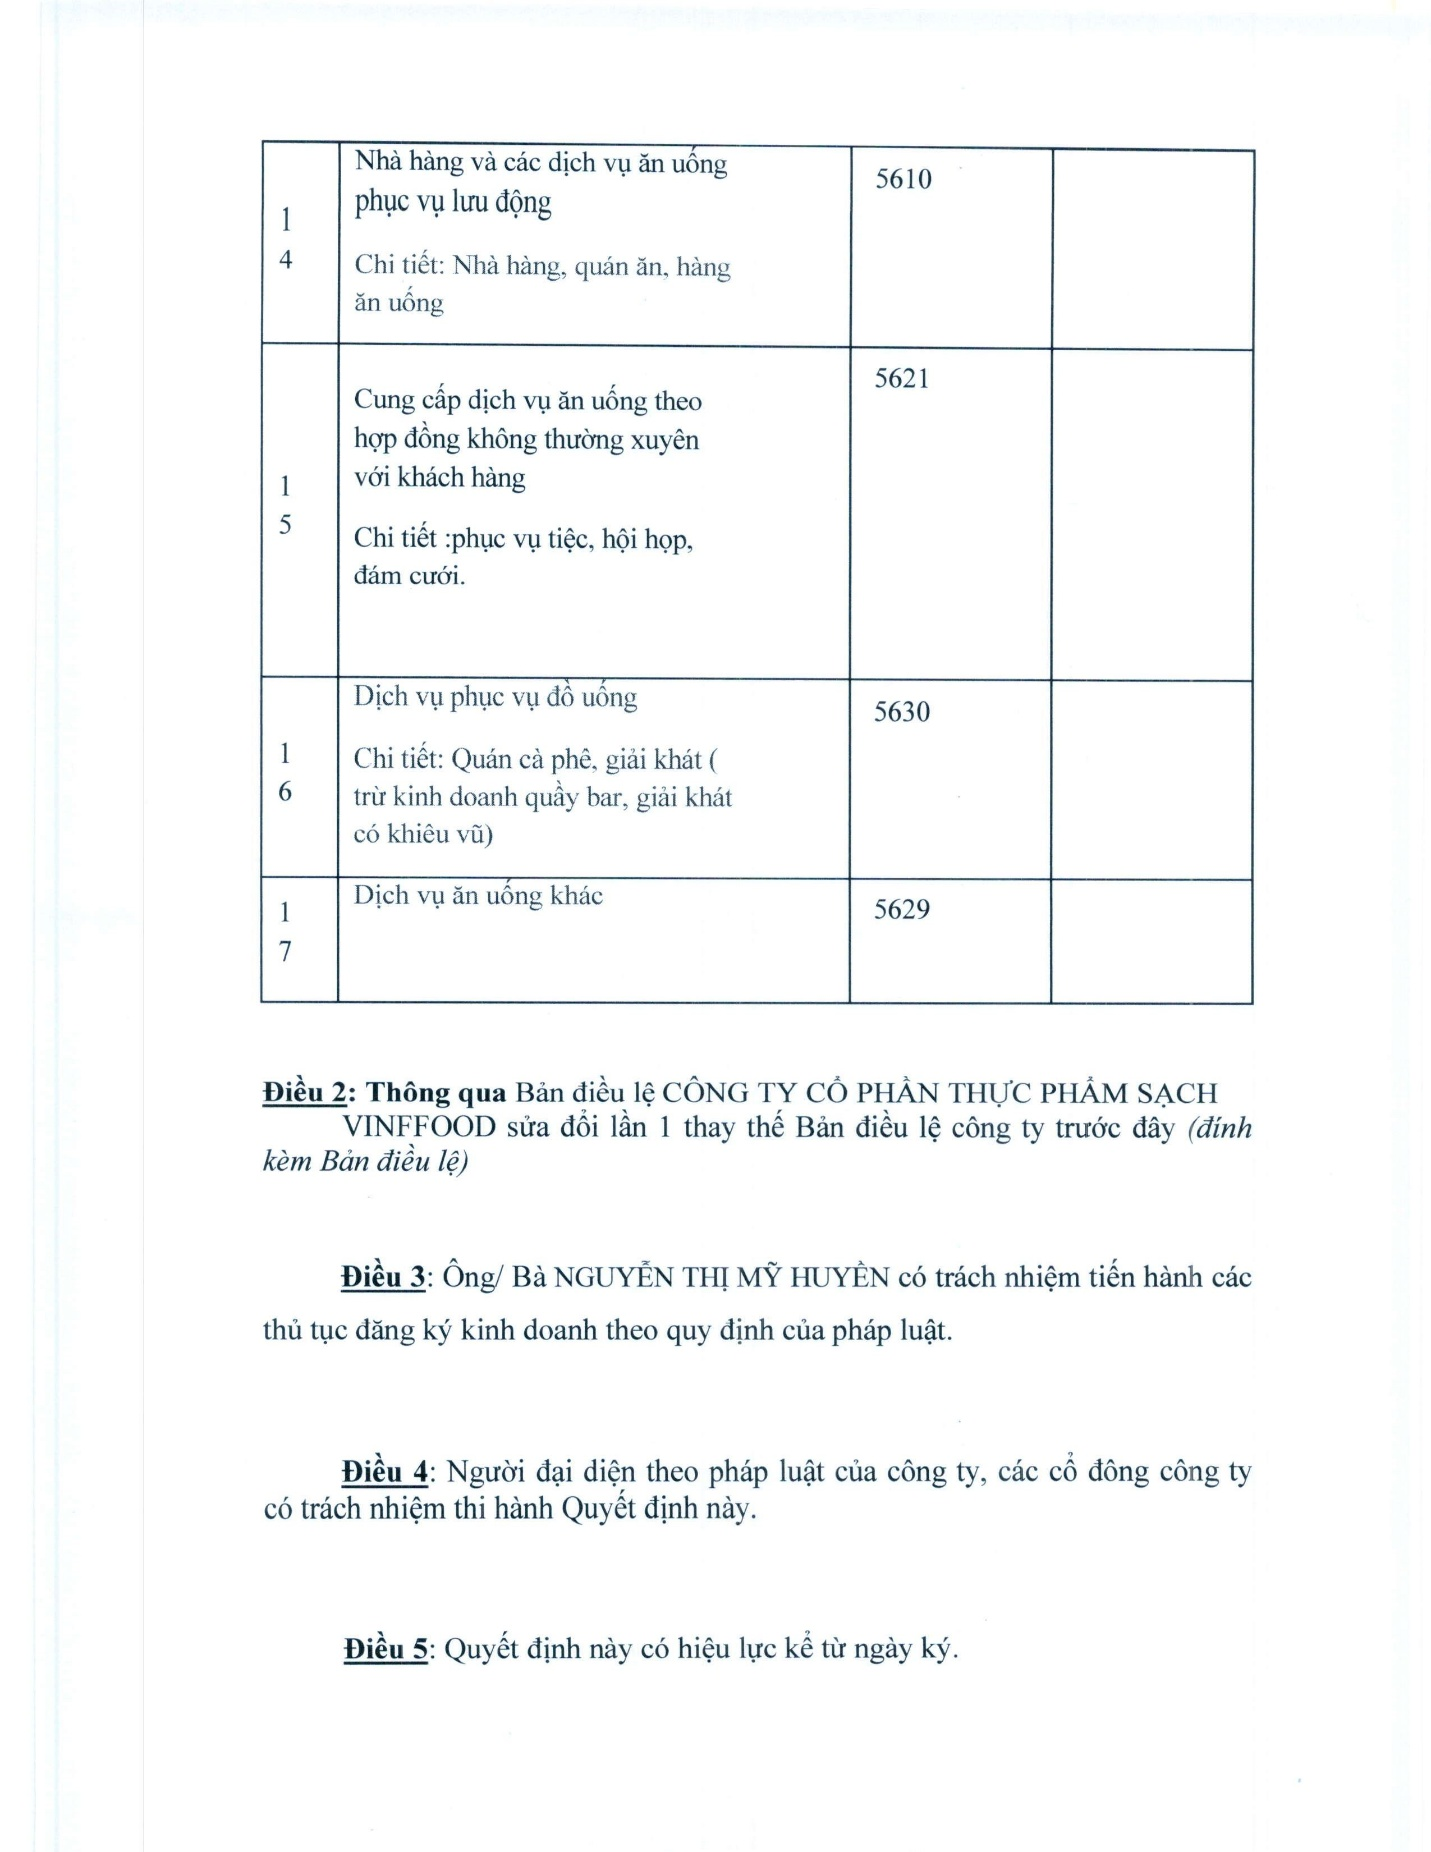 Nhà hàng và các dịch vụ ăn uống
5610
phục vụ lưu động
1
4
Chi tiết: Nhà hàng, quán ăn, hàng
ăn uống
5621
Cung cấp dịch vụ ăn uống theo
hợp đồng không thường xuyên
với khách hàng
1
5
Chi tiết :phục vụ tiệc, hội họp,
đám cưới.
Dịch vụ phục vụ đồ uống
5630
1
6
Chi tiết: Quán cà phê, giải khát (
trừ kinh doanh quầy bar, giải khát
có khiêu vũ)
Dịch vụ ăn uống khác
5629
1
7
Điều 2: Thông qua Bản điều lệ CÔNG TY CỔ PHẦN THỰC PHẨM SẠCH
VINFFOOD sửa đổi lần 1 thay thế Bản điều lệ công ty trước đây (đính
kèm Bản điều lệ)
Điều 3: Ông/ Bà NGUYỄN THỊ MỸ HUYỀN có trách nhiệm tiến hành các
thủ tục đăng ký kinh doanh theo quy định của pháp luật.
Điều 4: Người đại diện theo pháp luật của công ty, các cổ đông công ty
có trách nhiệm thi hành Quyết định này.
Điều 5: Quyết định này có hiệu lực kể từ ngày ký.